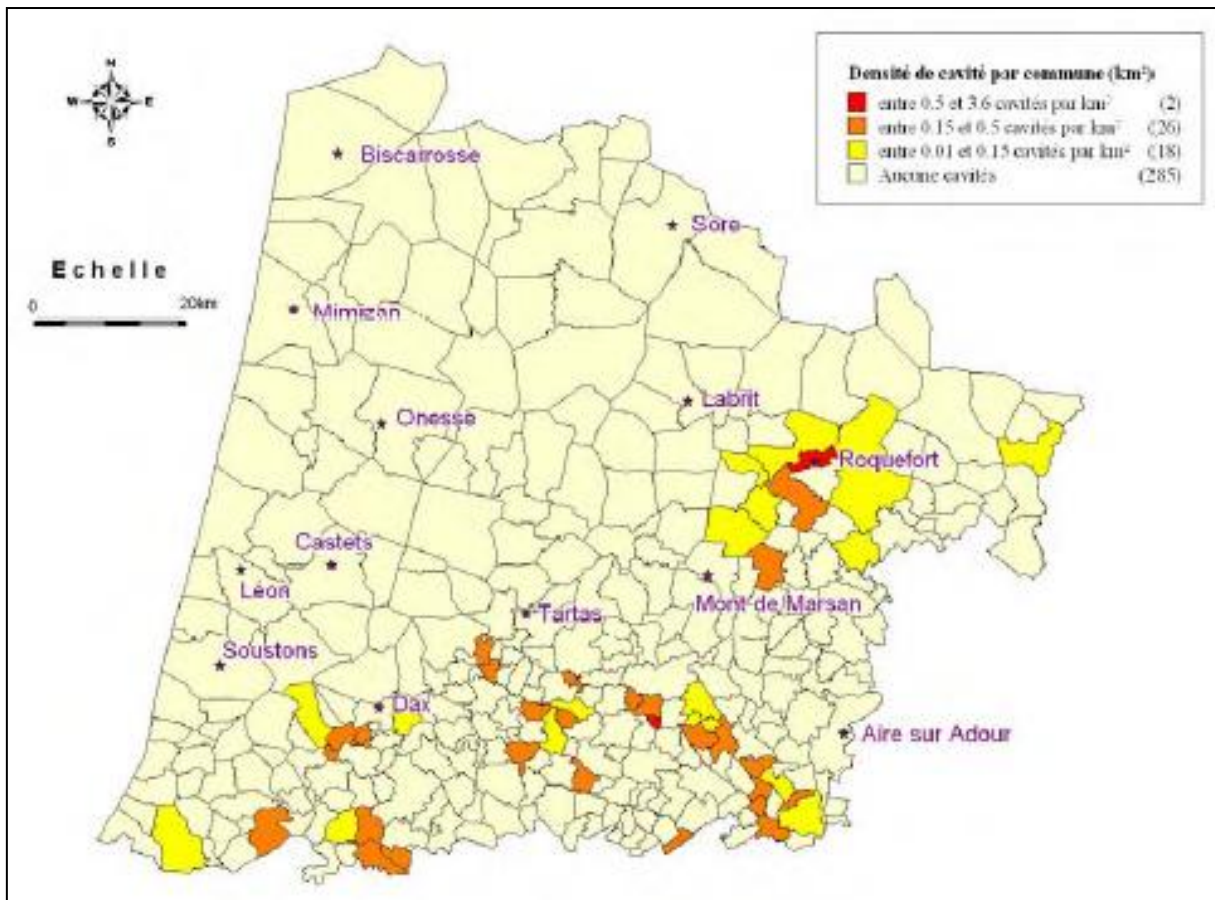 N
W E
S
Densité de cavité par commune (km²)s
entre 0.5 et 3.6 cavités par km² (2)
entre 0.15 et 0.5 cavités par km² (26)
entre 0.01 et 0.15 cavités par km² (18)
Aucune cavités (285)
Biscarrosse
Sore
Echelle
0 20km
Mimizan
Labrit
Onesse
Roquefort
Castets
Léon
Mont de Marsan
Tartas
Soustons
Dax
Aire sur Adour